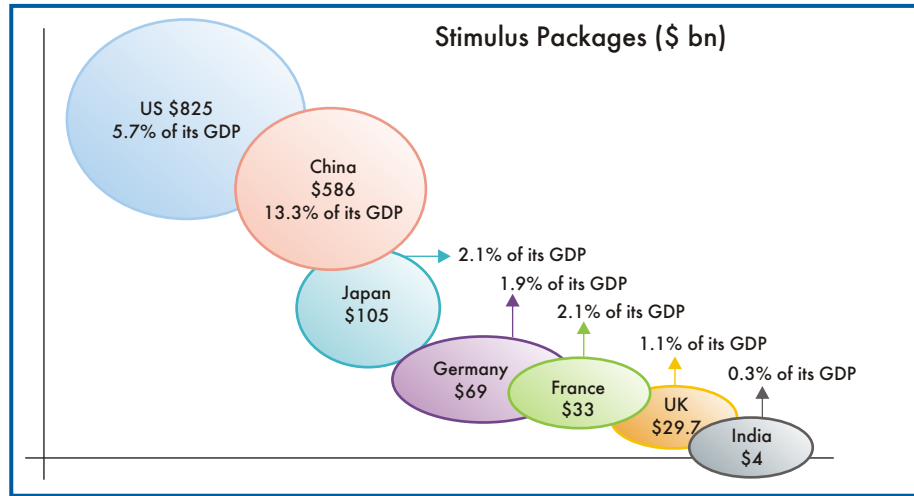 Stimulus Packages ($ bn)
US $825
5.7% of its GDP
China
$586
13.3% of its GDP
2.1% of its GDP
Japan
$105
1.9% of its GDP
Germany
$69
2.1% of its GDP
France
$33
1.1% of its GDP
UK
$29.7
0.3% of its GDP
India
$4